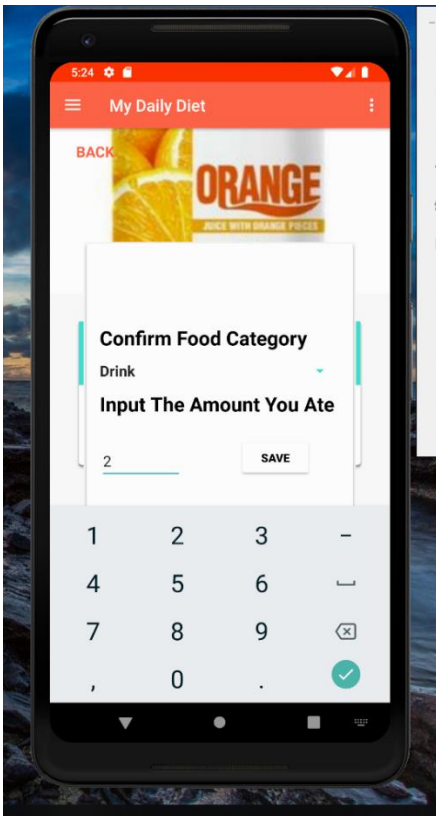 5:24
My Daily Diet
BACK
ORANGE
JUICE WITH ORANGE PIECES
Confirm Food Category
Drink
Input The Amount You Ate
2
SAVE
1 2 3 -
4 5 6
7 8 9
, 0 .